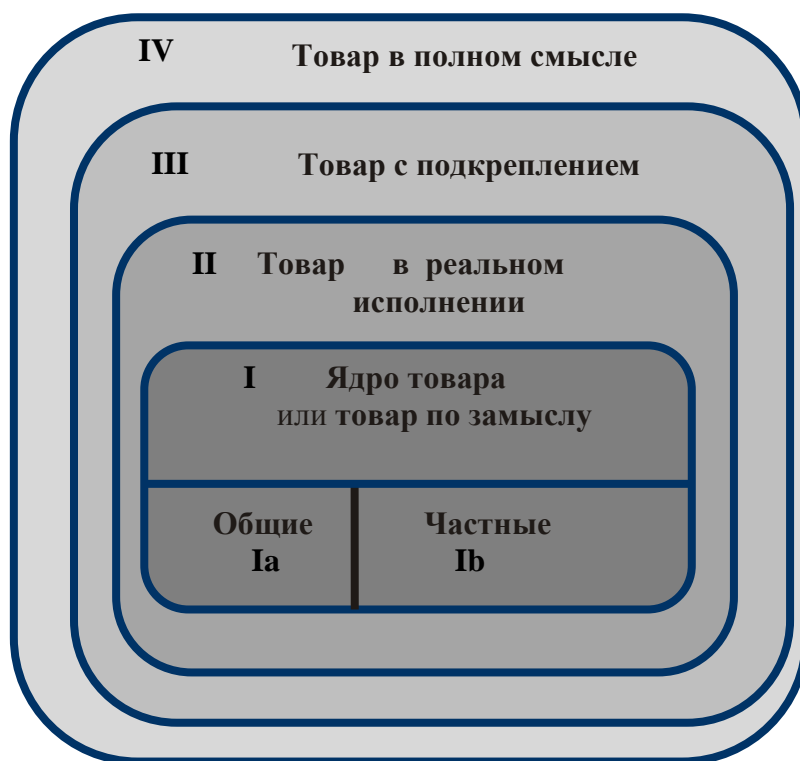 IV Товар в полном смысле
III Товар с подкреплением
II Товар в реальном
исполнении
I Ядро товара
или товар по замыслу
Общие Частные
Ia Ib